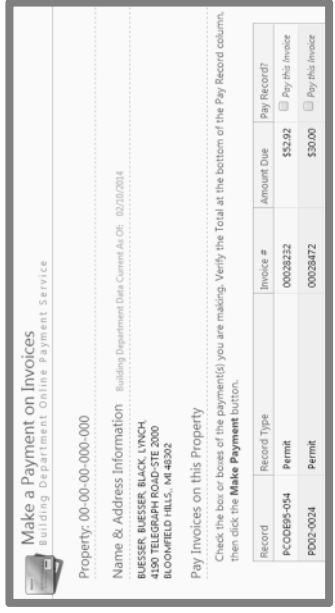 Make a Payment on Invoices
Building Department Online Payment Service
Property: 00-00-00-000-000
Name & Address Information Building Department Data Current As Of: 02/10/2014
BUESSER, BUESSER, BLACK, LYNCH,
4190 TELEGRAPH ROAD-STE 2000
BLOOMFIELD HILLS, MI 48302
Pay Invoices on this Property
Check the box or boxes of the payment(s) you are making. Verify the Total at the bottom of the Pay Record column,
then click the Make Payment button.
Record Record Type Invoice # Amount Due Pay Record?
PCODE95-054 Permit 00028232 $52.92 Pay this Invoice
PD02-0024 Permit 00028472 $30.00 Pay this Invoice